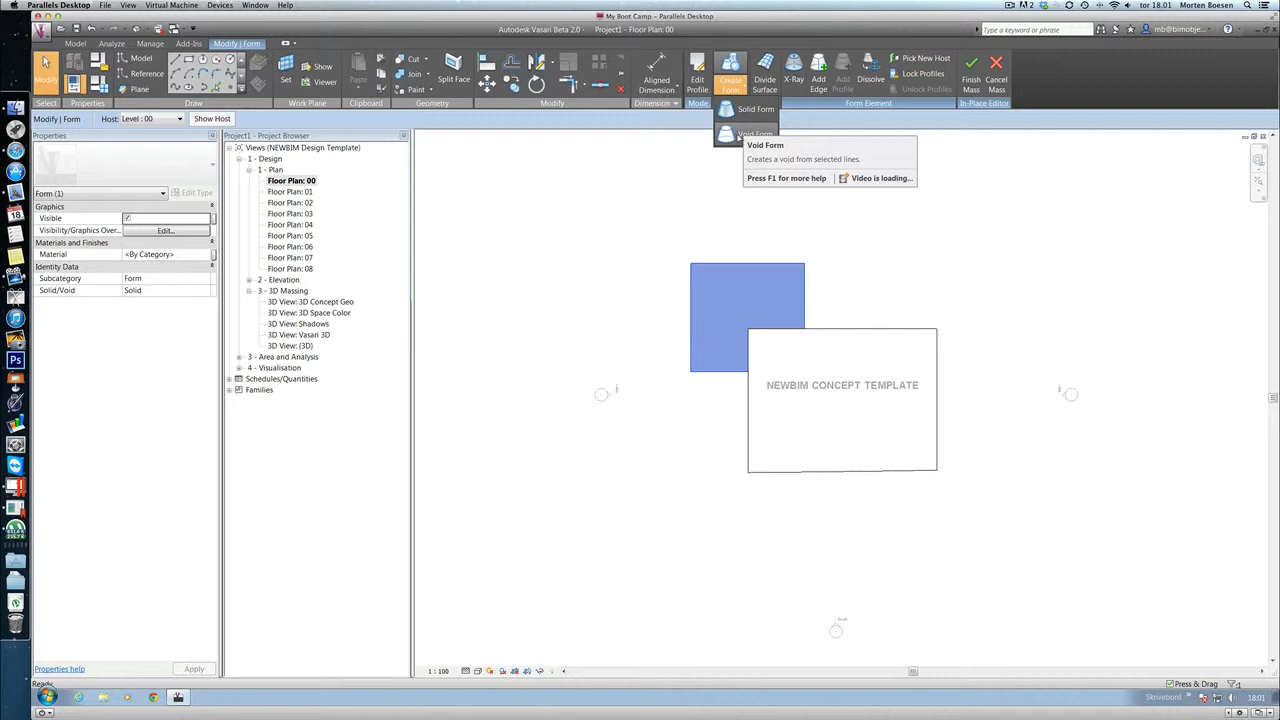 Parallels Desktop File View Virtual Machine Devices Window Help
2 tor 18.01 Morten Boesen
My Boot Camp - Parallels Desktop
Autodesk Vasari Beta 2.0 - Project1 - Floor Plan: 00
Type a keyword or phrase
mb@bimobje...
Model Analyze Manage Add-Ins Modify | Form
Modify
Model
Reference
Plane
Set
Show
Viewer
Paste
Cut
Join
Paint
Split Face
Aligned Dimension
Edit Profile
Create Form
Divide Surface
X-Ray
Add Edge
Add Profile
Dissolve
Pick New Host
Lock Profiles
Unlock Profiles
Finish Mass
Cancel Mass
Select Properties Draw Work Plane Clipboard Geometry Modify Dimension Mode Form Element In-Place Editor
Solid Form
Void Form
Modify | Form Host: Level : 00 Show Host
Void Form
Creates a void from selected lines.
Press F1 for more help Video is loading...
Properties
Form (1) Edit Type
Graphics
Visible
Visibility/Graphics Over... Edit...
Materials and Finishes
Material <By Category>
Identity Data
Subcategory Form
Solid/Void Solid
Properties help Apply
Project1 - Project Browser
Views (NEWBIM Design Template)
1 - Design
1 - Plan
Floor Plan: 00
Floor Plan: 01
Floor Plan: 02
Floor Plan: 03
Floor Plan: 04
Floor Plan: 05
Floor Plan: 06
Floor Plan: 07
Floor Plan: 08
2 - Elevation
3 - 3D Massing
3D View: 3D Concept Geo
3D View: 3D Space Color
3D View: Shadows
3D View: Vasari 3D
3D View: {3D}
3 - Area and Analysis
4 - Visualisation
Schedules/Quantities
Families
NEWBIM CONCEPT TEMPLATE
1 : 100
Ready
Press & Drag
:1
Skrivebord
18:01